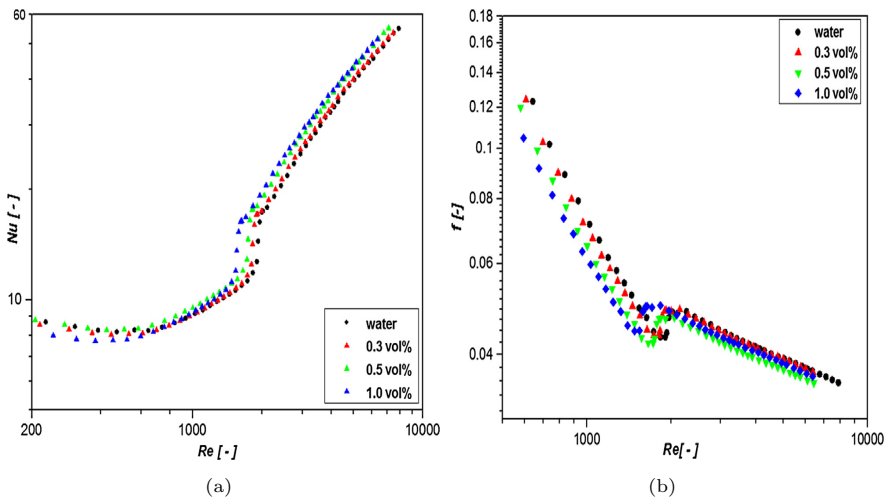 60
10
200
1000
10000
Nu [ - ]
Re [ - ]
water
0.3 vol%
0.5 vol%
1.0 vol%
(a)
0.18
0.16
0.14
0.12
0.1
0.08
0.06
0.04
1000
10000
f [-]
Re[ - ]
water
0.3 vol%
0.5 vol%
1.0 vol%
(b)